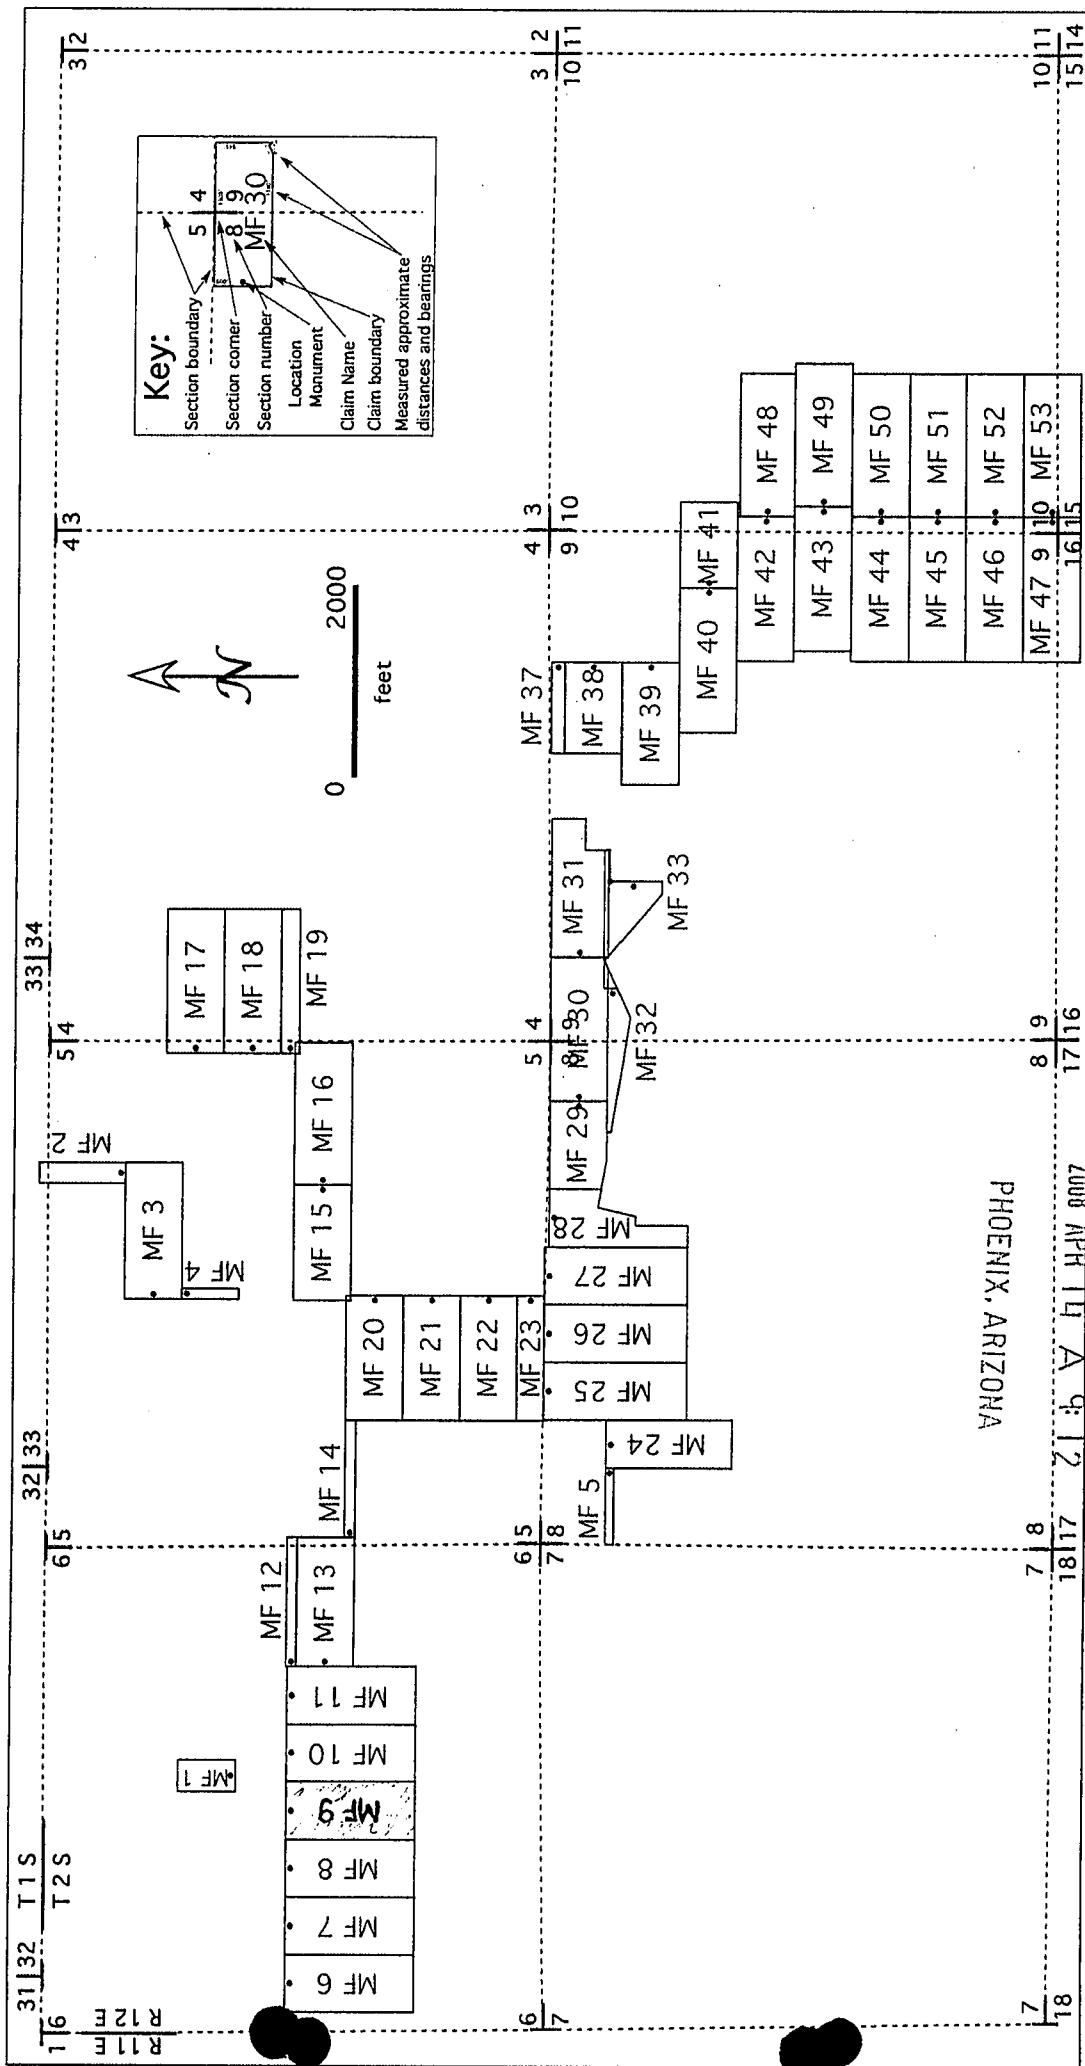 31|32 T1S
T2S
32|33
33|34
1|6
R11E
R12E
6|5
5|4
4|3
3|2
Key:
Section boundary
Section corner
Section number
Location
Monument
Claim Name
Claim boundary
Measured approximate
distances and bearings
5 4
8 9
MF 30
N
0 2000
feet
MF 1
MF 2
MF 3
MF 4
MF 17
MF 18
MF 19
MF 15
MF 16
MF 12
MF 13
MF 14
MF 6
MF 7
MF 8
MF 9
MF 10
MF 11
MF 20
MF 21
MF 22
MF 23
6
7
6 5
7 8
5 4
8 9
4 3
9 10
3 2
10 11
MF 5
MF 24
MF 25
MF 26
MF 27
MF 28
MF 29
MF 30
MF 31
MF 32
MF 33
MF 37
MF 38
MF 39
MF 40
MF 41
MF 42
MF 43
MF 44
MF 45
MF 46
MF 47
MF 48
MF 49
MF 50
MF 51
MF 52
MF 53
7
18
7 8
18 17
8 9
17 16
9 10
16 15
10 11
15 14
2008 APR 14 A 9:12
PHOENIX, ARIZONA